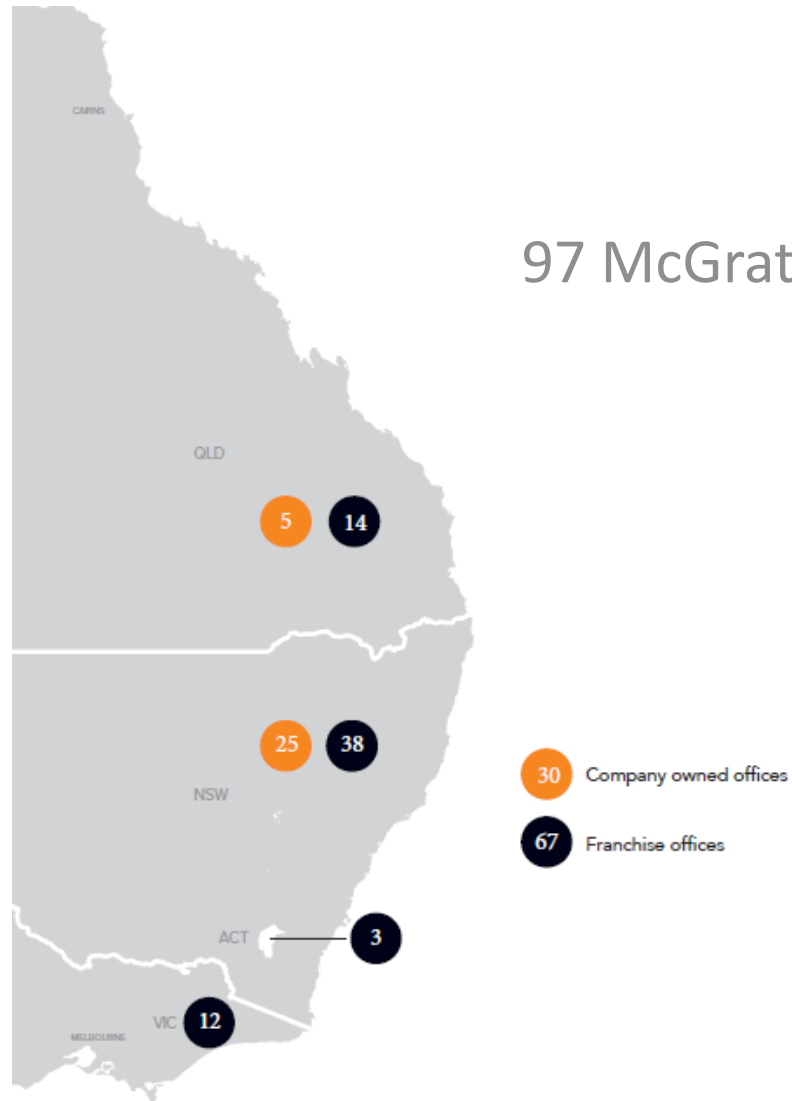 CAIRNS
97 McGrat
QLD
5 14
25 38
NSW
30 Company owned offices
67 Franchise offices
ACT 3
VIC 12
MELBOURNE